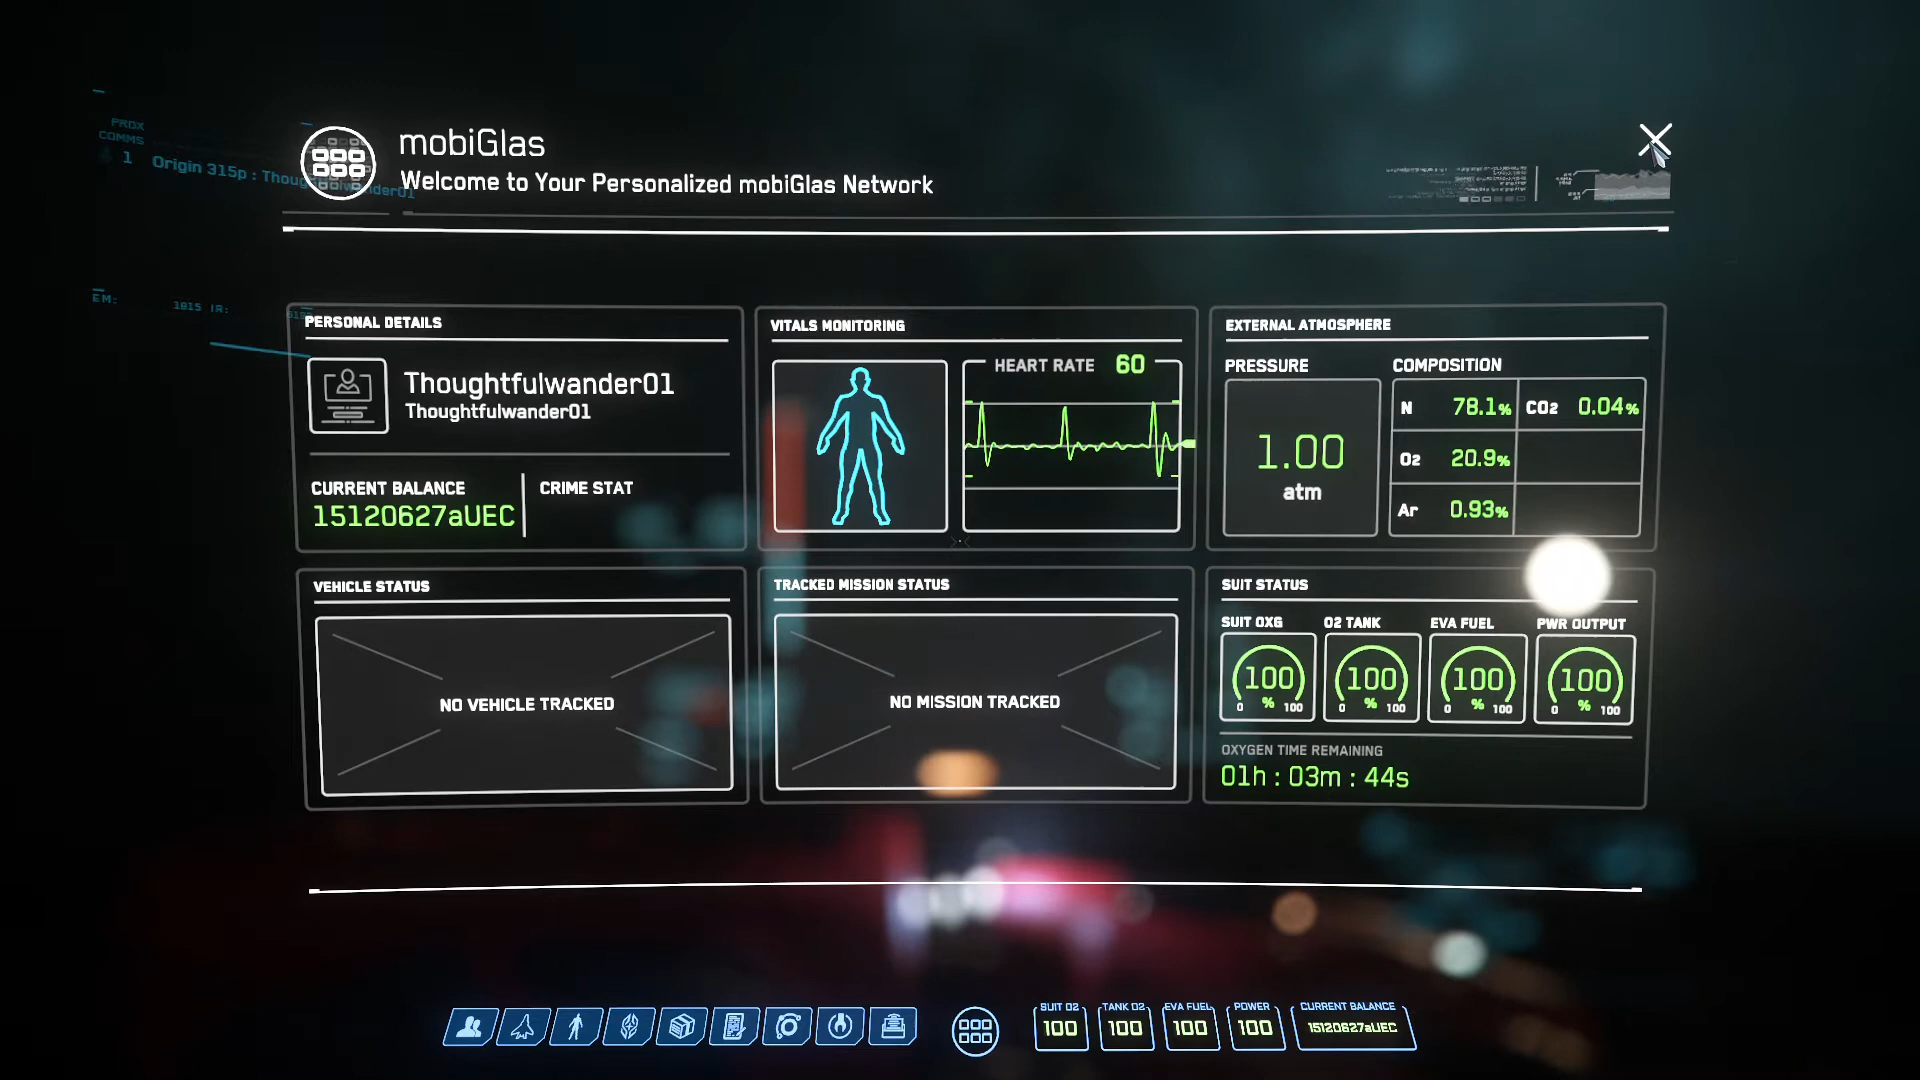 PROX
COMMS
1 Origin 315p : Thoughtfulwander01
mobiGlas
Welcome to Your Personalized mobiGlas Network
EM: 1815 IR:
PERSONAL DETAILS
Thoughtfulwander01
Thoughtfulwander01
CURRENT BALANCE
15120627aUEC
CRIME STAT
VITALS MONITORING
HEART RATE 60
EXTERNAL ATMOSPHERE
PRESSURE
1.00
atm
COMPOSITION
N 78.1% CO2 0.04%
O2 20.9%
Ar 0.93%
VEHICLE STATUS
NO VEHICLE TRACKED
TRACKED MISSION STATUS
NO MISSION TRACKED
SUIT STATUS
SUIT OXG O2 TANK EVA FUEL PWR OUTPUT
100 100 100 100
0 % 100 0 % 100 0 % 100 0 % 100
OXYGEN TIME REMAINING
01h : 03m : 44s
SUIT O2 TANK O2 EVA FUEL POWER CURRENT BALANCE
100 100 100 100 15120627aUEC